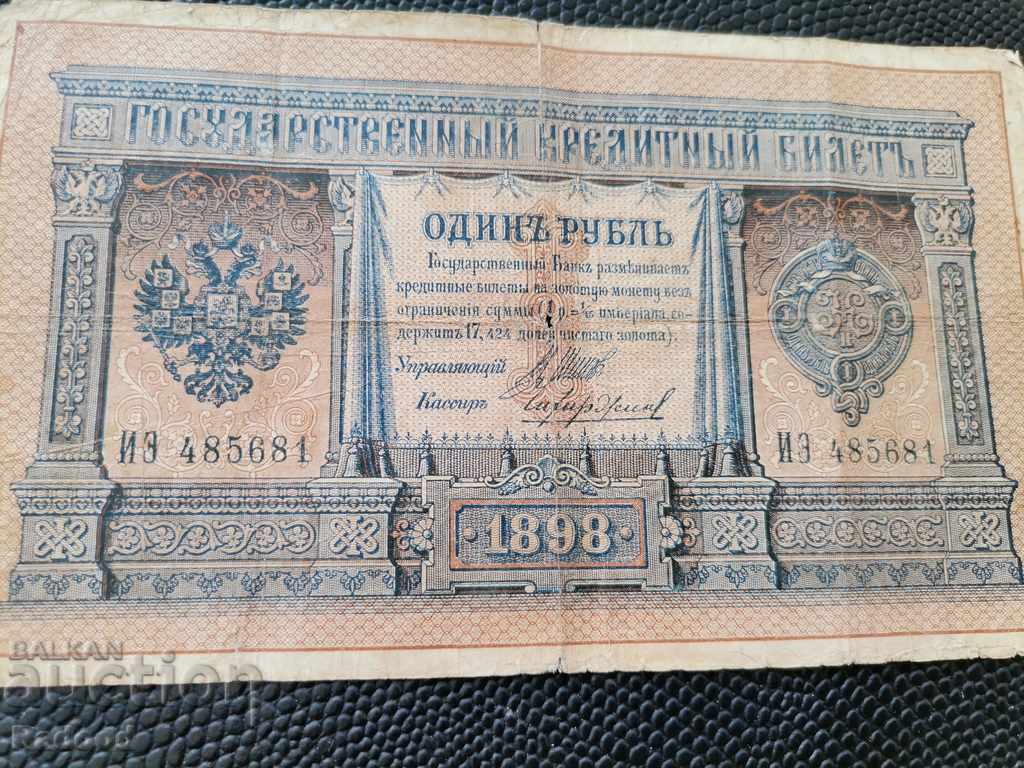 ГОСУДАРСТВЕННЫЙ КРЕДИТНЫЙ БИЛЕТЪ
ОДИНЪ РУБЛЬ
Государственный Банкъ размѣниваетъ
кредитные билеты на золотую монету безъ
ограниченія суммы (1 р. = 1/15 имперіала, со-
держитъ 17,424 долей чистаго золота).
Управляющій
Кассиръ
ИЭ 485681
ИЭ 485681
1898
BALKAN
auction